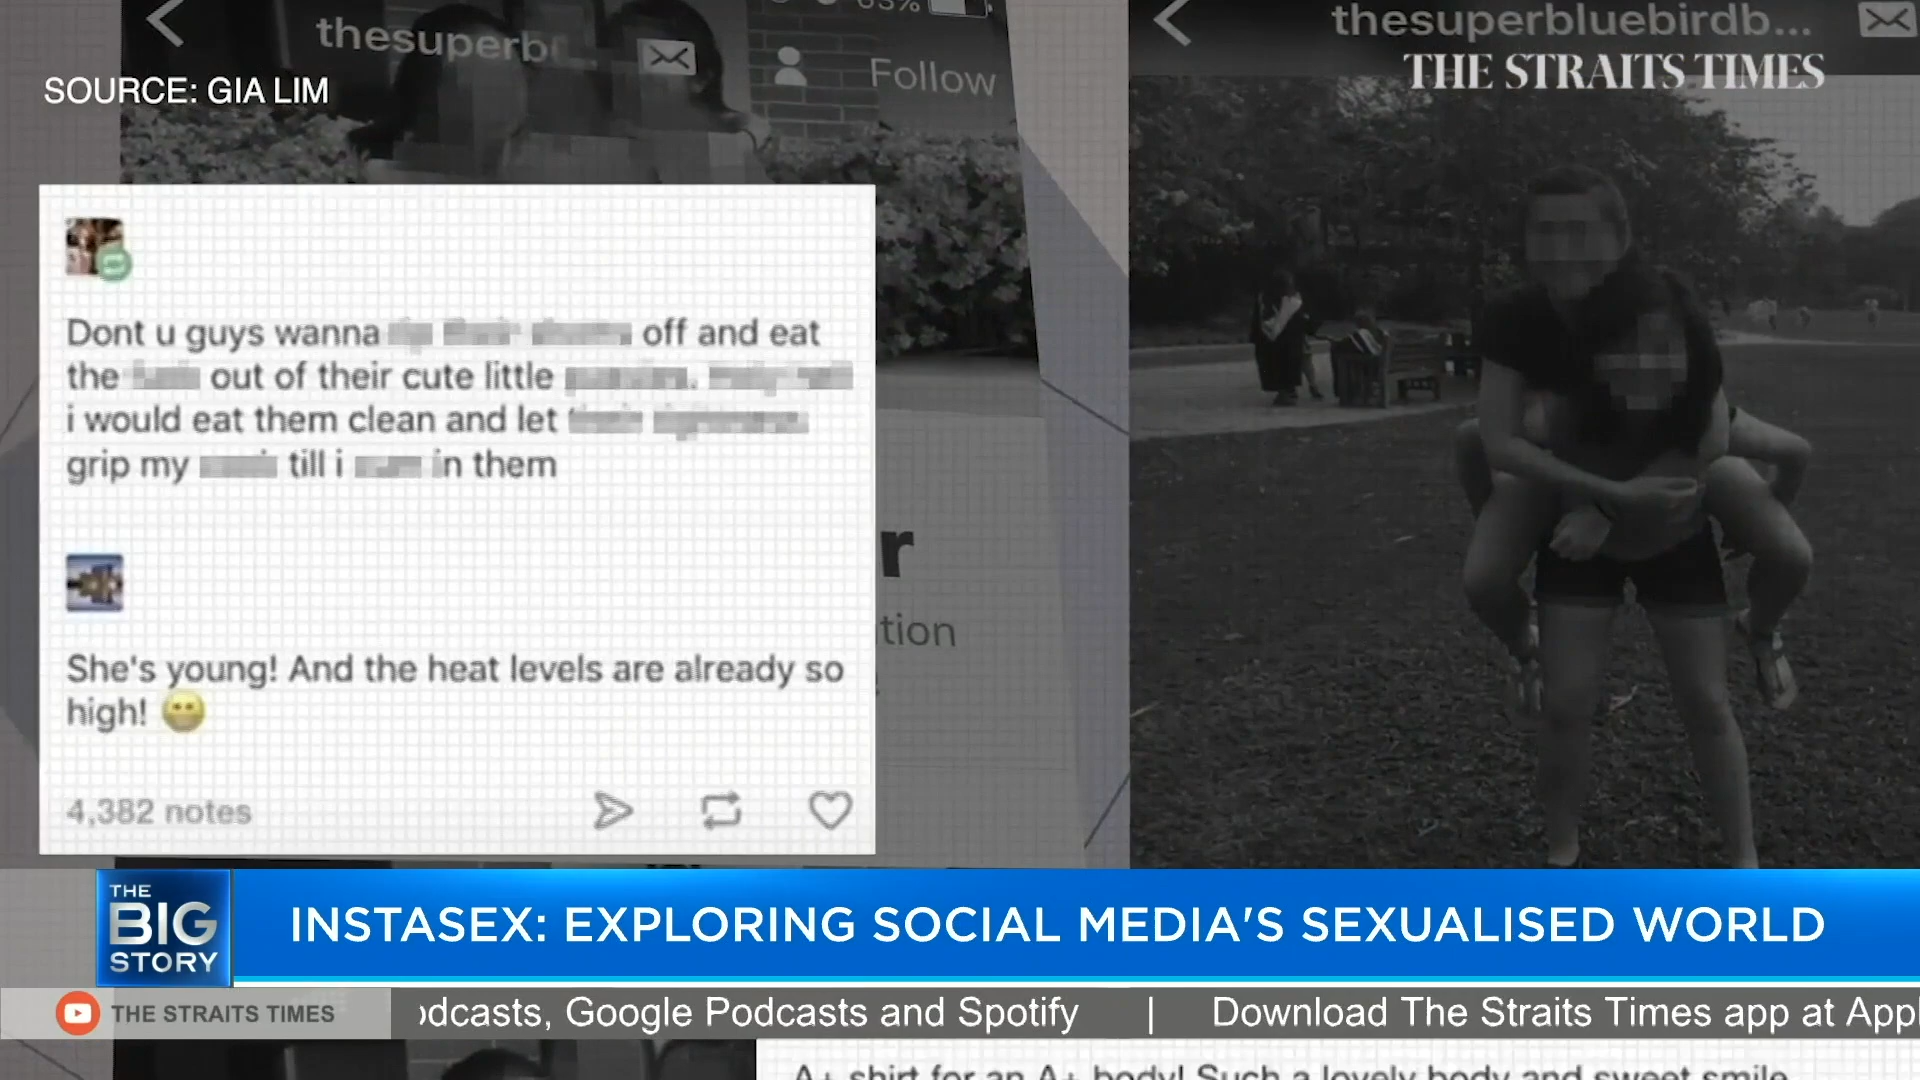 63%
thesuperb
Follow
thesuperbluebirdb...
THE STRAITS TIMES
SOURCE: GIA LIM
Dont u guys wanna off and eat
the out of their cute little
i would eat them clean and let
grip my till i in them
She's young! And the heat levels are already so
high!
4,382 notes
r
tion
THE
BIG
STORY
INSTASEX: EXPLORING SOCIAL MEDIA'S SEXUALISED WORLD
THE STRAITS TIMES
odcasts, Google Podcasts and Spotify | Download The Straits Times app at Appl
A+ shirt for an A+ body! Such a lovely body and sweet smile